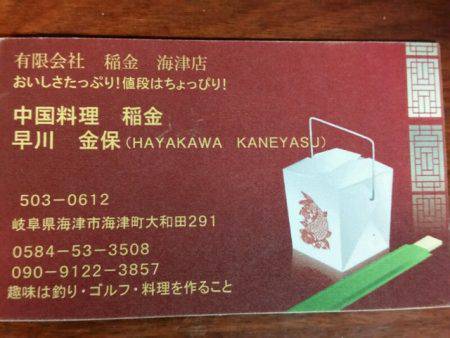 有限会社　稲金　海津店
おいしさたっぷり!値段はちょっぴり!
中国料理　稲金
早川　金保(HAYAKAWA　KANEYASU)
503-0612
岐阜県海津市海津町大和田291
0584-53-3508
090-9122-3857
趣味は釣り・ゴルフ・料理を作ること